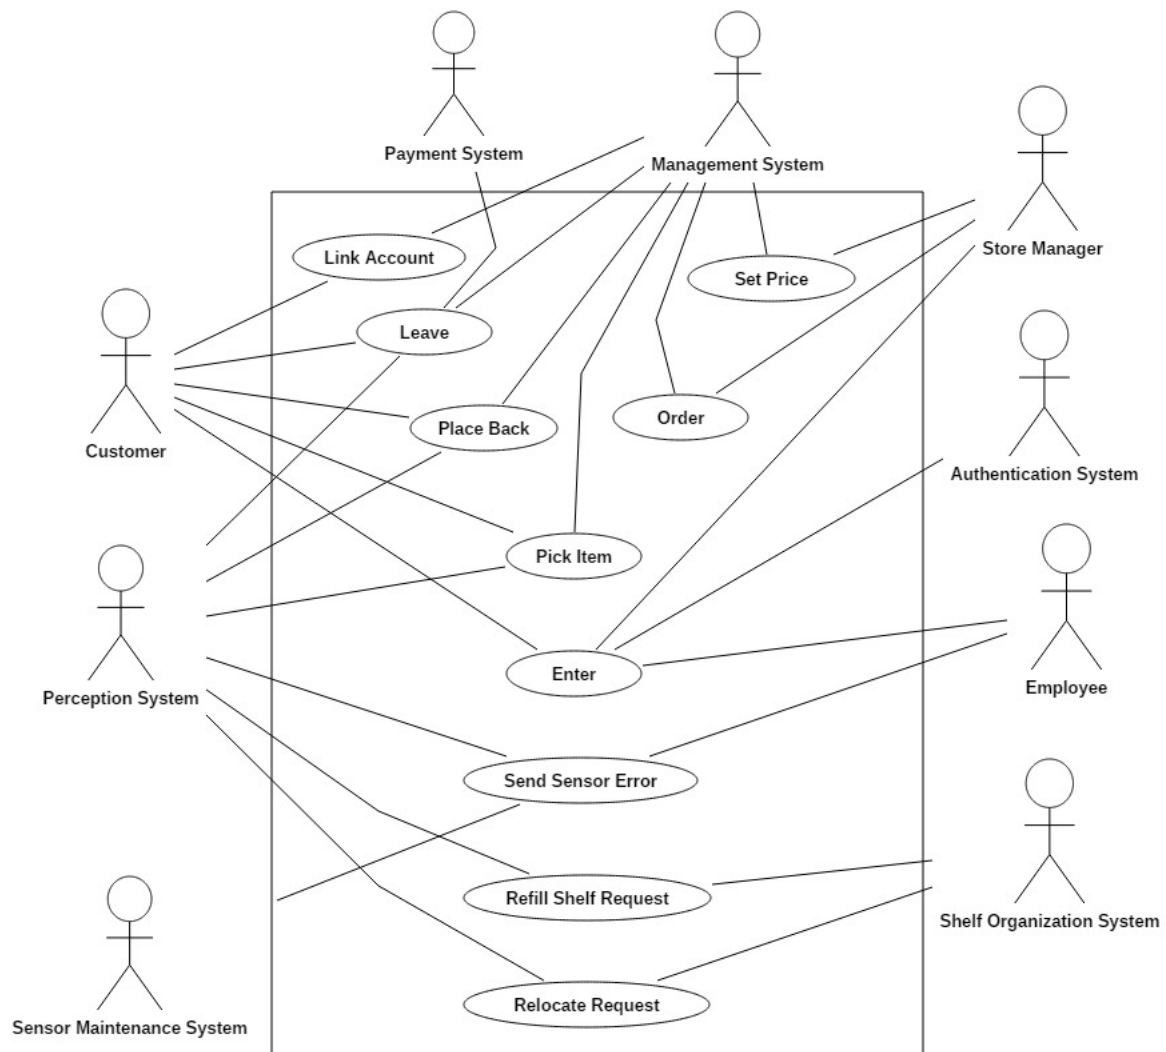 Payment System
Management System
Store Manager
Link Account
Set Price
Leave
Order
Place Back
Customer
Authentication System
Pick Item
Enter
Employee
Perception System
Send Sensor Error
Refill Shelf Request
Shelf Organization System
Relocate Request
Sensor Maintenance System